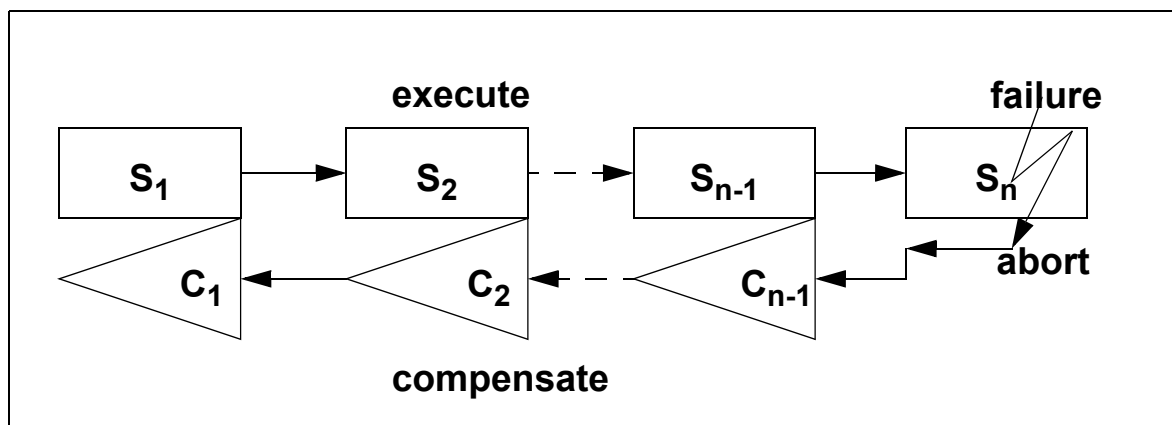 execute
failure
S1
S2
Sn-1
Sn
abort
C1
C2
Cn-1
compensate